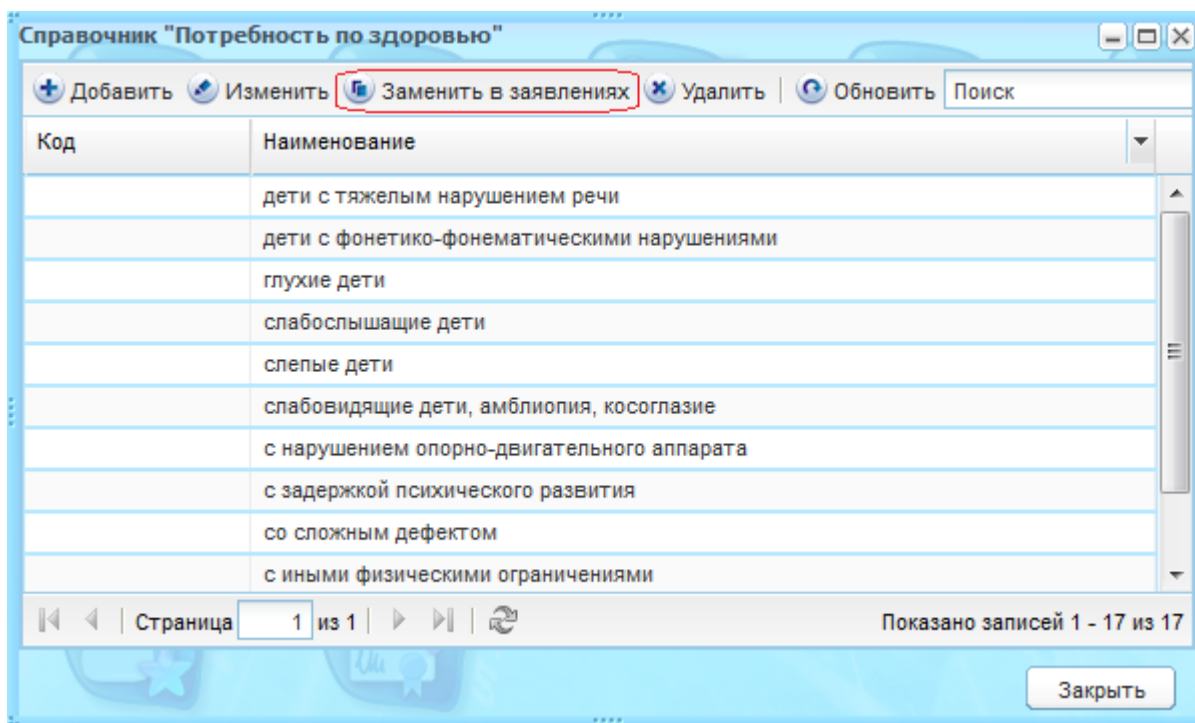 Справочник "Потребность по здоровью"
Добавить Изменить Заменить в заявлениях Удалить Обновить Поиск
Код Наименование
дети с тяжелым нарушением речи
дети с фонетико-фонематическими нарушениями
глухие дети
слабослышащие дети
слепые дети
слабовидящие дети, амблиопия, косоглазие
с нарушением опорно-двигательного аппарата
с задержкой психического развития
со сложным дефектом
с иными физическими ограничениями
Страница 1 из 1 Показано записей 1 - 17 из 17
Закрыть